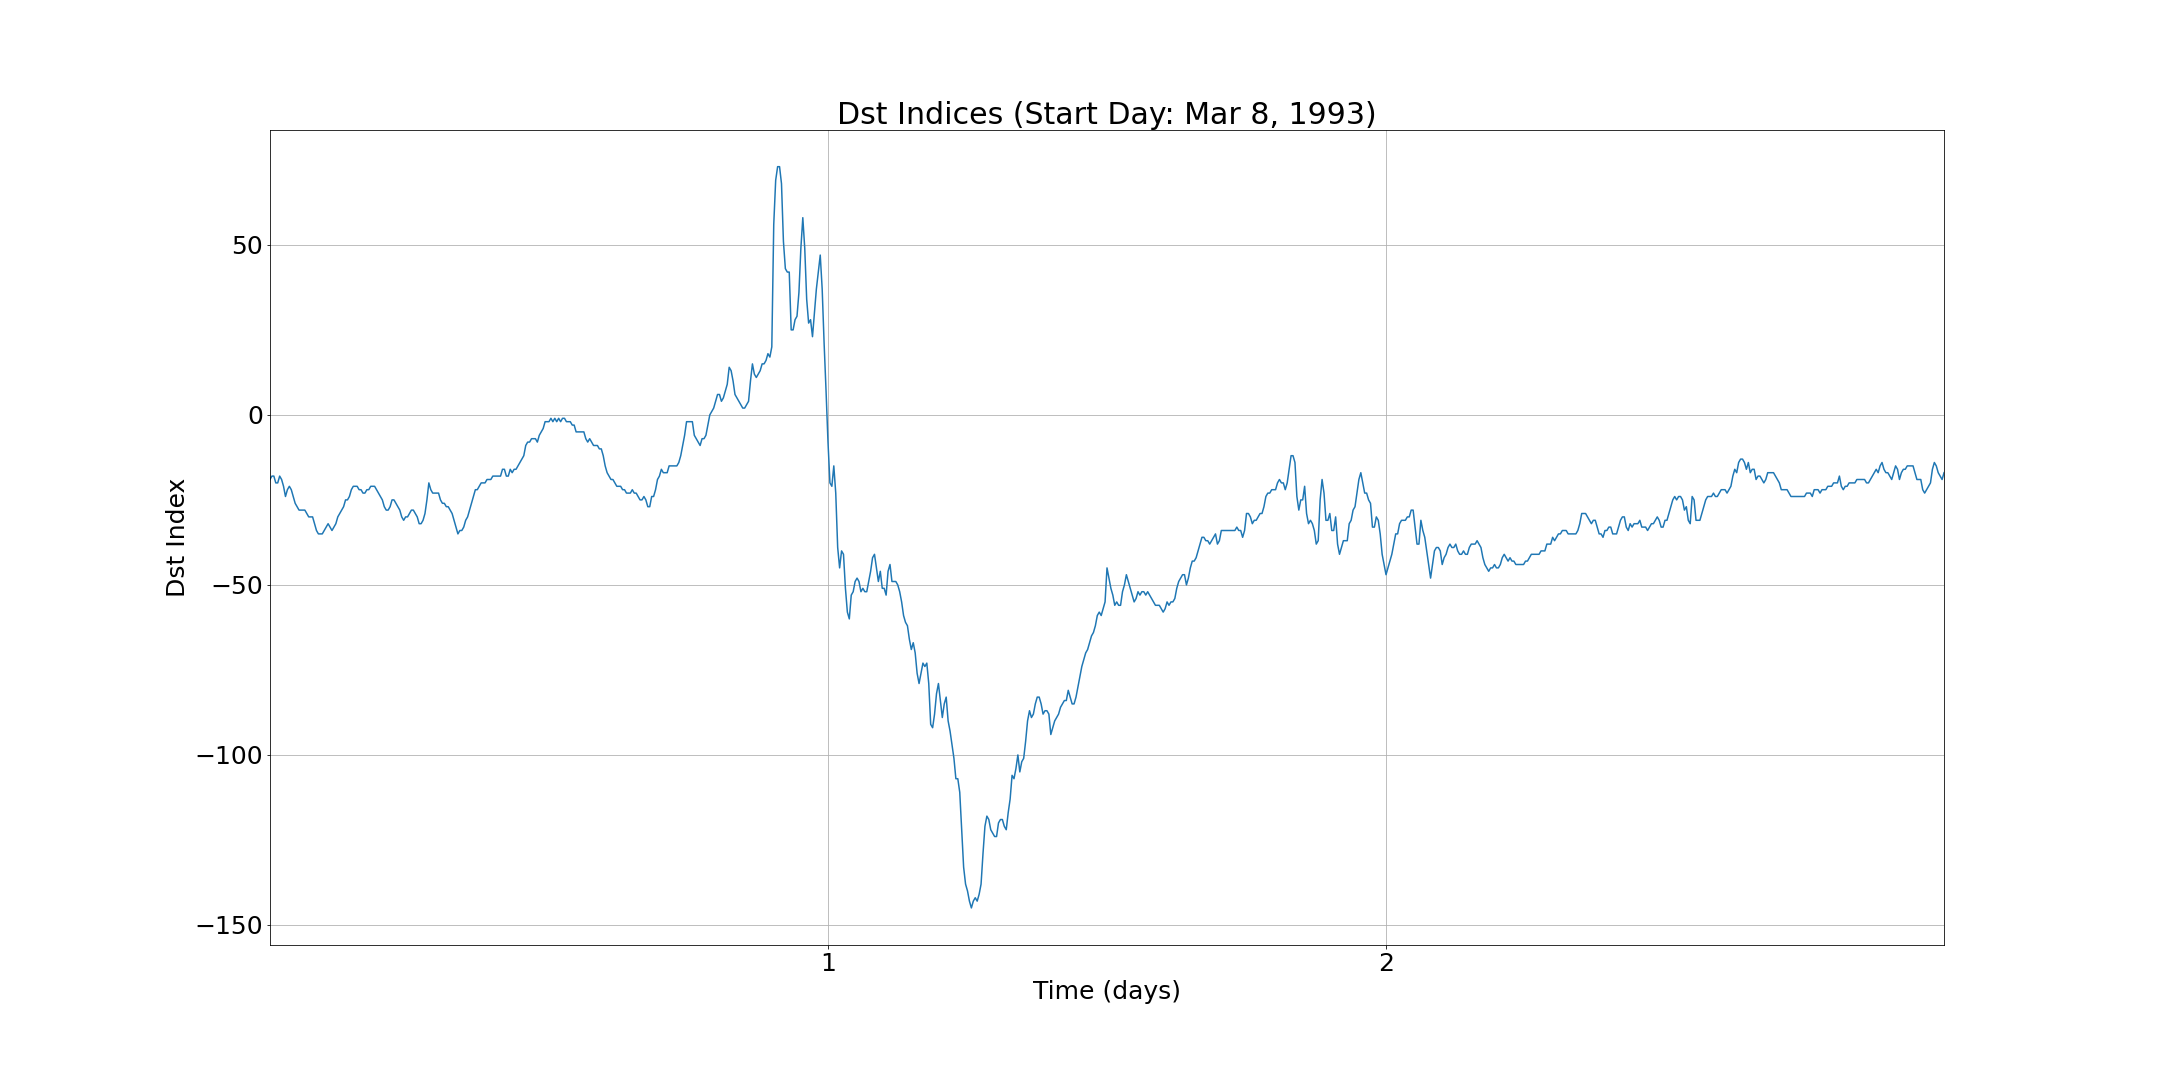 Dst Indices (Start Day: Mar 8, 1993)
Dst Index
50
0
−50
−100
−150
1
2
Time (days)